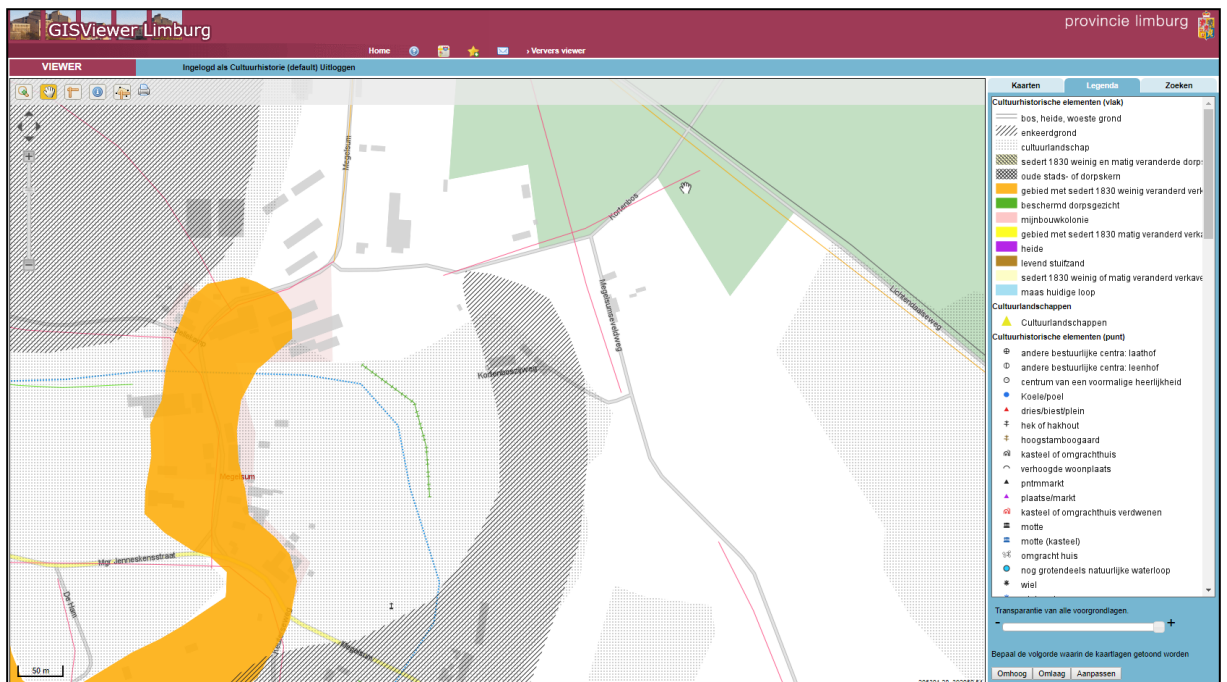 GISViewer Limburg
provincie limburg
Home
› Ververs viewer
VIEWER
Ingelogd als Cultuurhistorie (default) Uitloggen
Kaarten
Legenda
Zoeken
Megelsum
Kortenbos
Megelsumseveldweg
Lichtendaalseweg
Kortenboszijweg
Megelsum
Mgr. Jenneskensstraat
De Ham
Megelsum
50 m
Cultuurhistorische elementen (vlak)
bos, heide, woeste grond
enkeerdgrond
cultuurlandschap
sedert 1830 weinig en matig veranderde dorps
oude stads- of dorpskern
gebied met sedert 1830 weinig veranderd verk
beschermd dorpsgezicht
mijnbouwkolonie
gebied met sedert 1830 matig veranderd verka
heide
levend stuifzand
sedert 1830 weinig of matig veranderd verkave
maas huidige loop
Cultuurlandschappen
Cultuurlandschappen
Cultuurhistorische elementen (punt)
andere bestuurlijke centra: laathof
andere bestuurlijke centra: leenhof
centrum van een voormalige heerlijkheid
Koele/poel
dries/biest/plein
hek of hakhout
hoogstamboogaard
kasteel of omgrachthuis
verhoogde woonplaats
pntmmarkt
plaatse/markt
kasteel of omgrachthuis verdwenen
motte
motte (kasteel)
omgracht huis
nog grotendeels natuurlijke waterloop
wiel
Transparantie van alle voorgrondlagen.
- +
Bepaal de volgorde waarin de kaartlagen getoond worden
Omhoog
Omlaag
Aanpassen